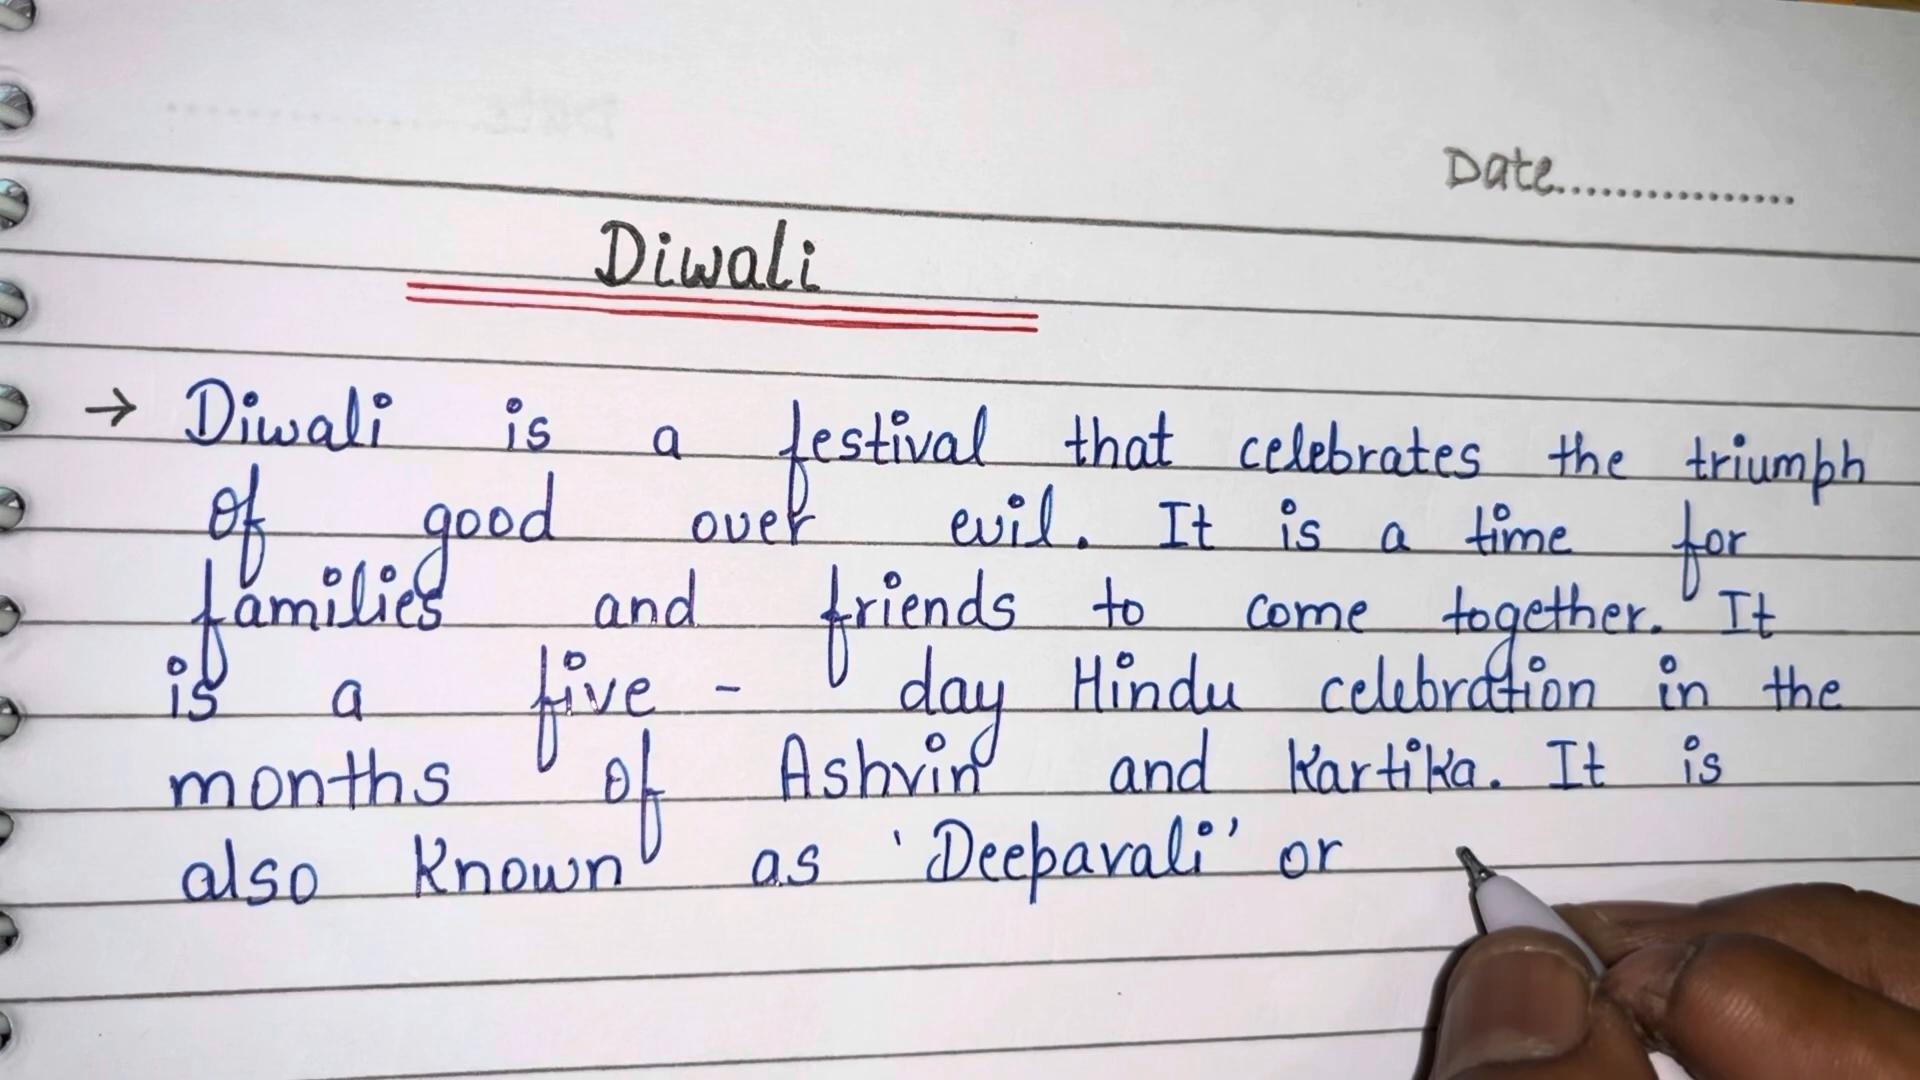 Date................
Diwali
→ Diwali is a festival that celebrates the triumph
of good over evil. It is a time for
families and friends to come together. It
is a five - day Hindu celebration in the
months of Ashvin and Kartika. It is
also known as 'Deepavali' or